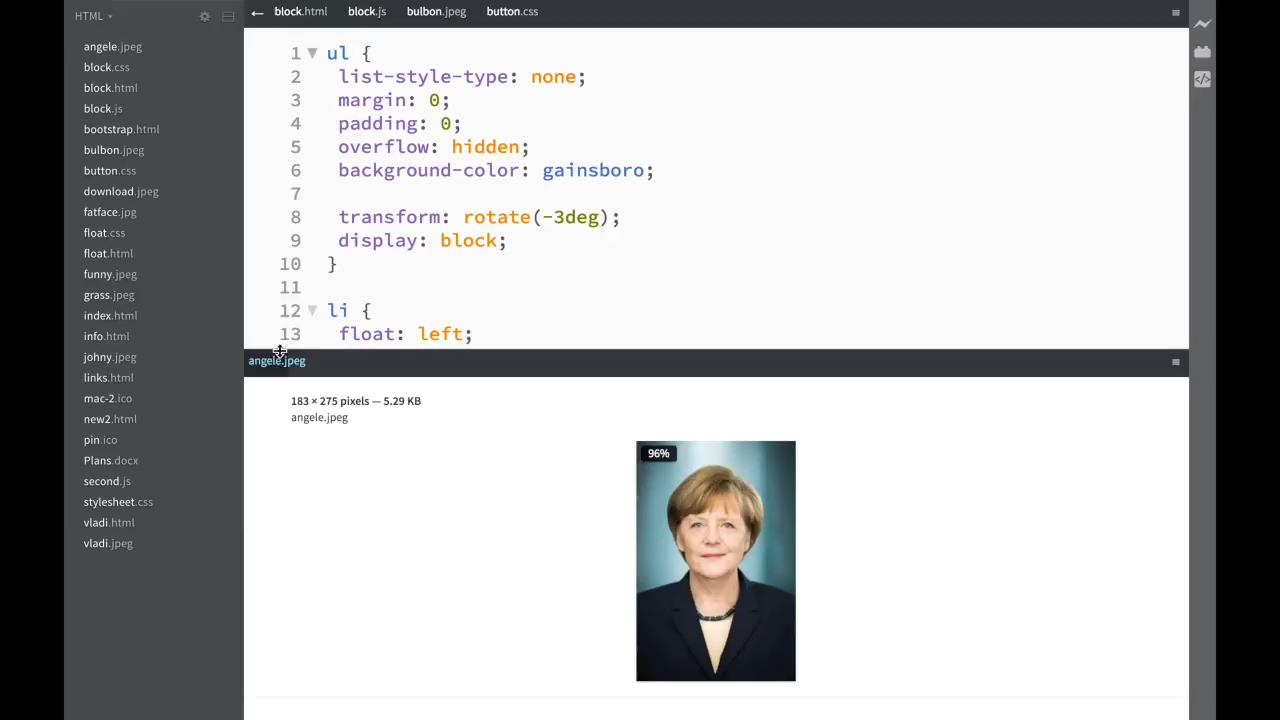 HTML
angele.jpeg
block.css
block.html
block.js
bootstrap.html
bulbon.jpeg
button.css
download.jpeg
fatface.jpg
float.css
float.html
funny.jpeg
grass.jpeg
index.html
info.html
johny.jpeg
links.html
mac-2.ico
new2.html
pin.ico
Plans.docx
second.js
stylesheet.css
vladi.html
vladi.jpeg
block.html block.js bulbon.jpeg button.css
1 ul {
2 list-style-type: none;
3 margin: 0;
4 padding: 0;
5 overflow: hidden;
6 background-color: gainsboro;
7
8 transform: rotate(-3deg);
9 display: block;
10 }
11
12 li {
13 float: left;
angele.jpeg
183 × 275 pixels — 5.29 KB
angele.jpeg
96%